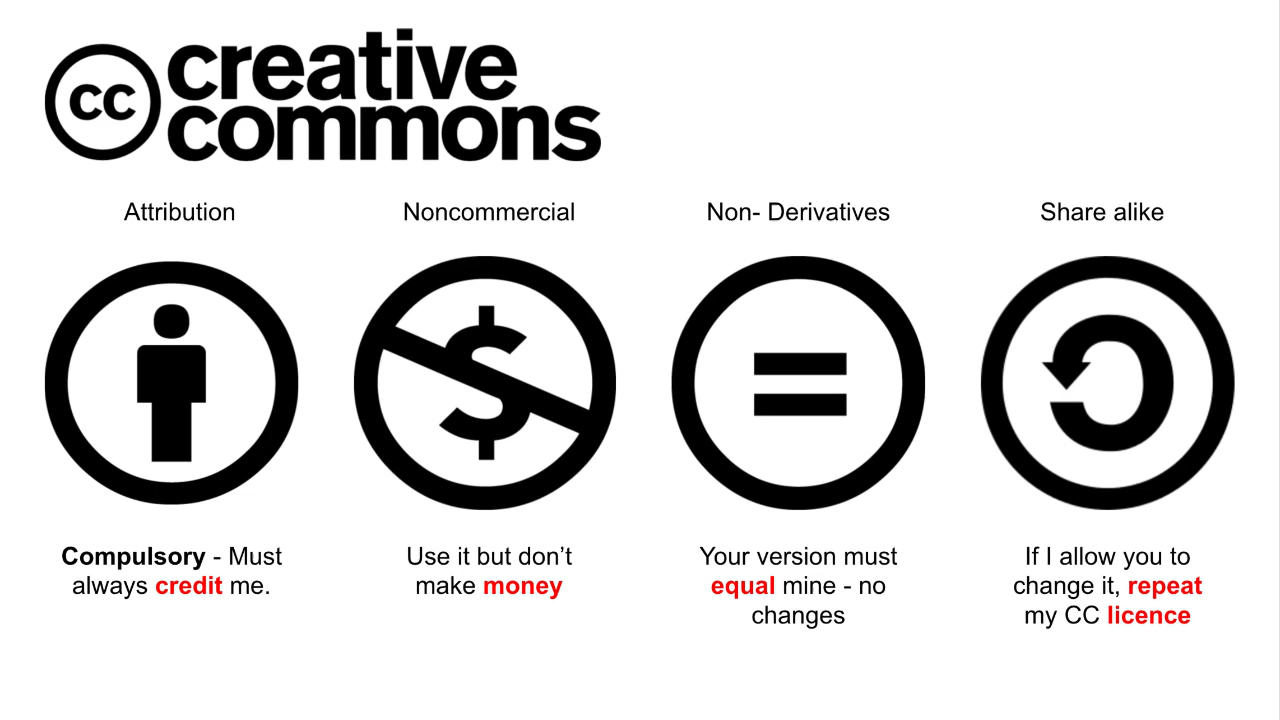 cc creative
commons
Attribution
Noncommercial
Non- Derivatives
Share alike
$
=
Compulsory - Must
always credit me.
Use it but don’t
make money
Your version must
equal mine - no
changes
If I allow you to
change it, repeat
my CC licence